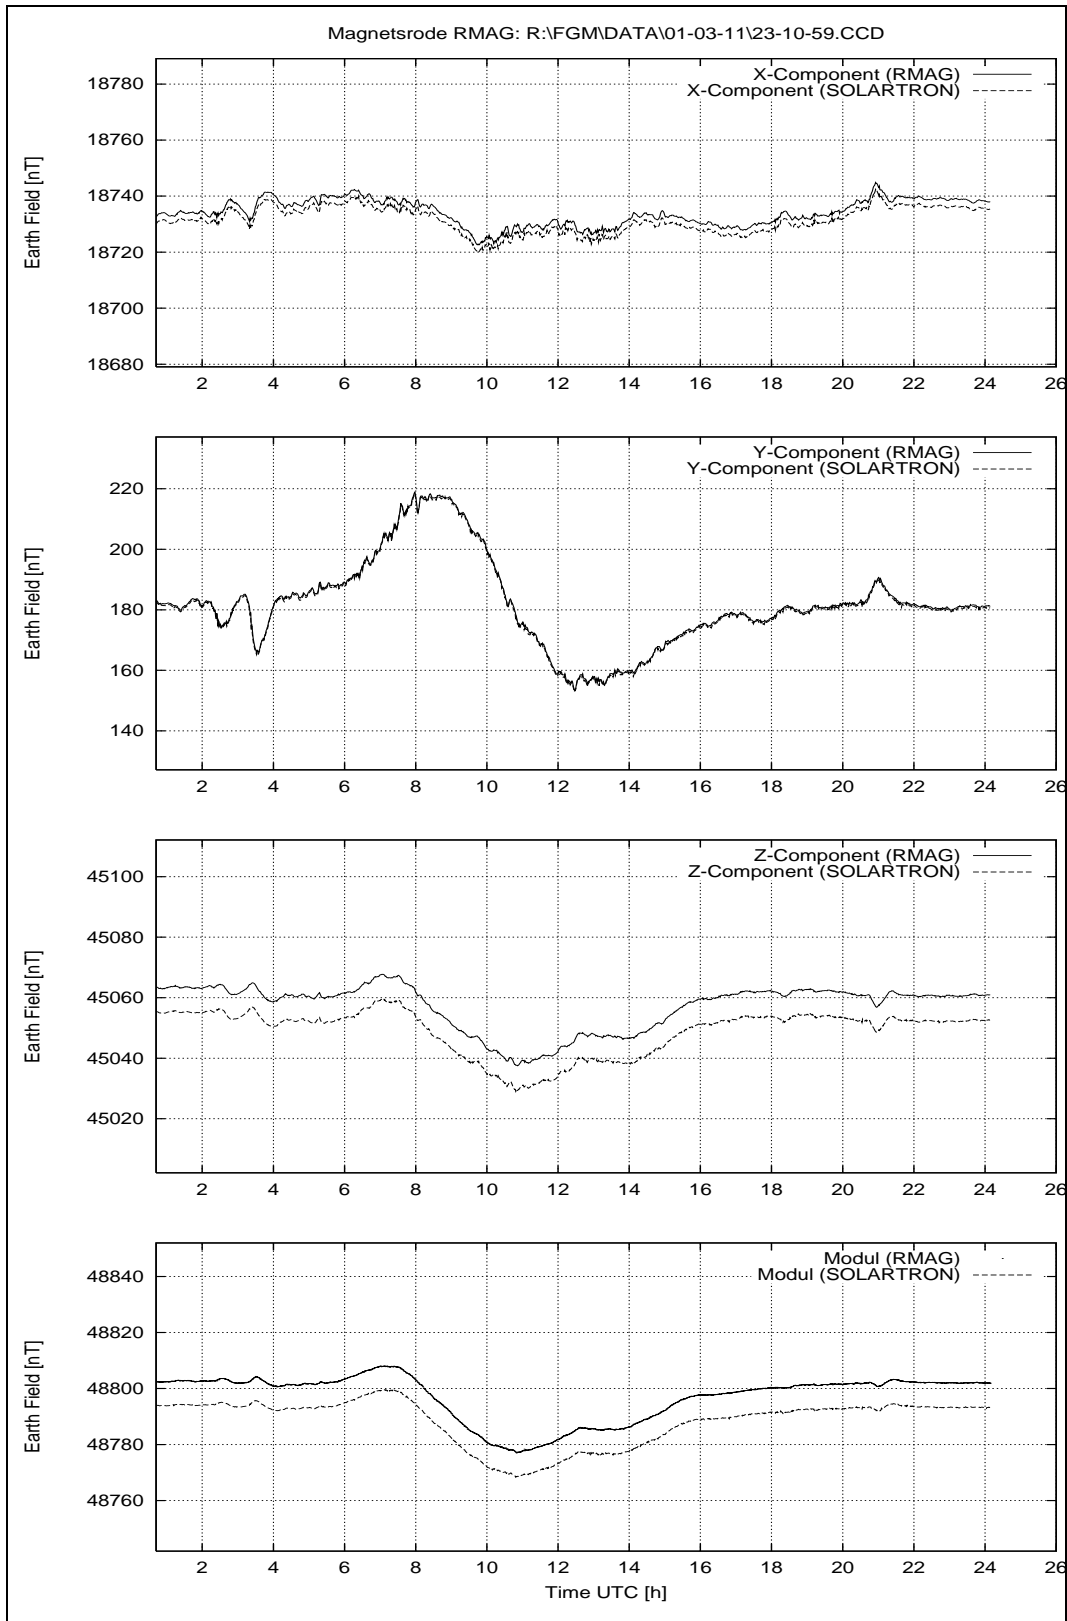 Magnetsrode RMAG: R:\FGM\DATA\01-03-11\23-10-59.CCD
X-Component (RMAG)
X-Component (SOLARTRON)
Earth Field [nT]
18780
18760
18740
18720
18700
18680
2 4 6 8 10 12 14 16 18 20 22 24 26
Y-Component (RMAG)
Y-Component (SOLARTRON)
Earth Field [nT]
220
200
180
160
140
2 4 6 8 10 12 14 16 18 20 22 24 26
Z-Component (RMAG)
Z-Component (SOLARTRON)
Earth Field [nT]
45100
45080
45060
45040
45020
2 4 6 8 10 12 14 16 18 20 22 24 26
Modul (RMAG)
Modul (SOLARTRON)
Earth Field [nT]
48840
48820
48800
48780
48760
2 4 6 8 10 12 14 16 18 20 22 24 26
Time UTC [h]